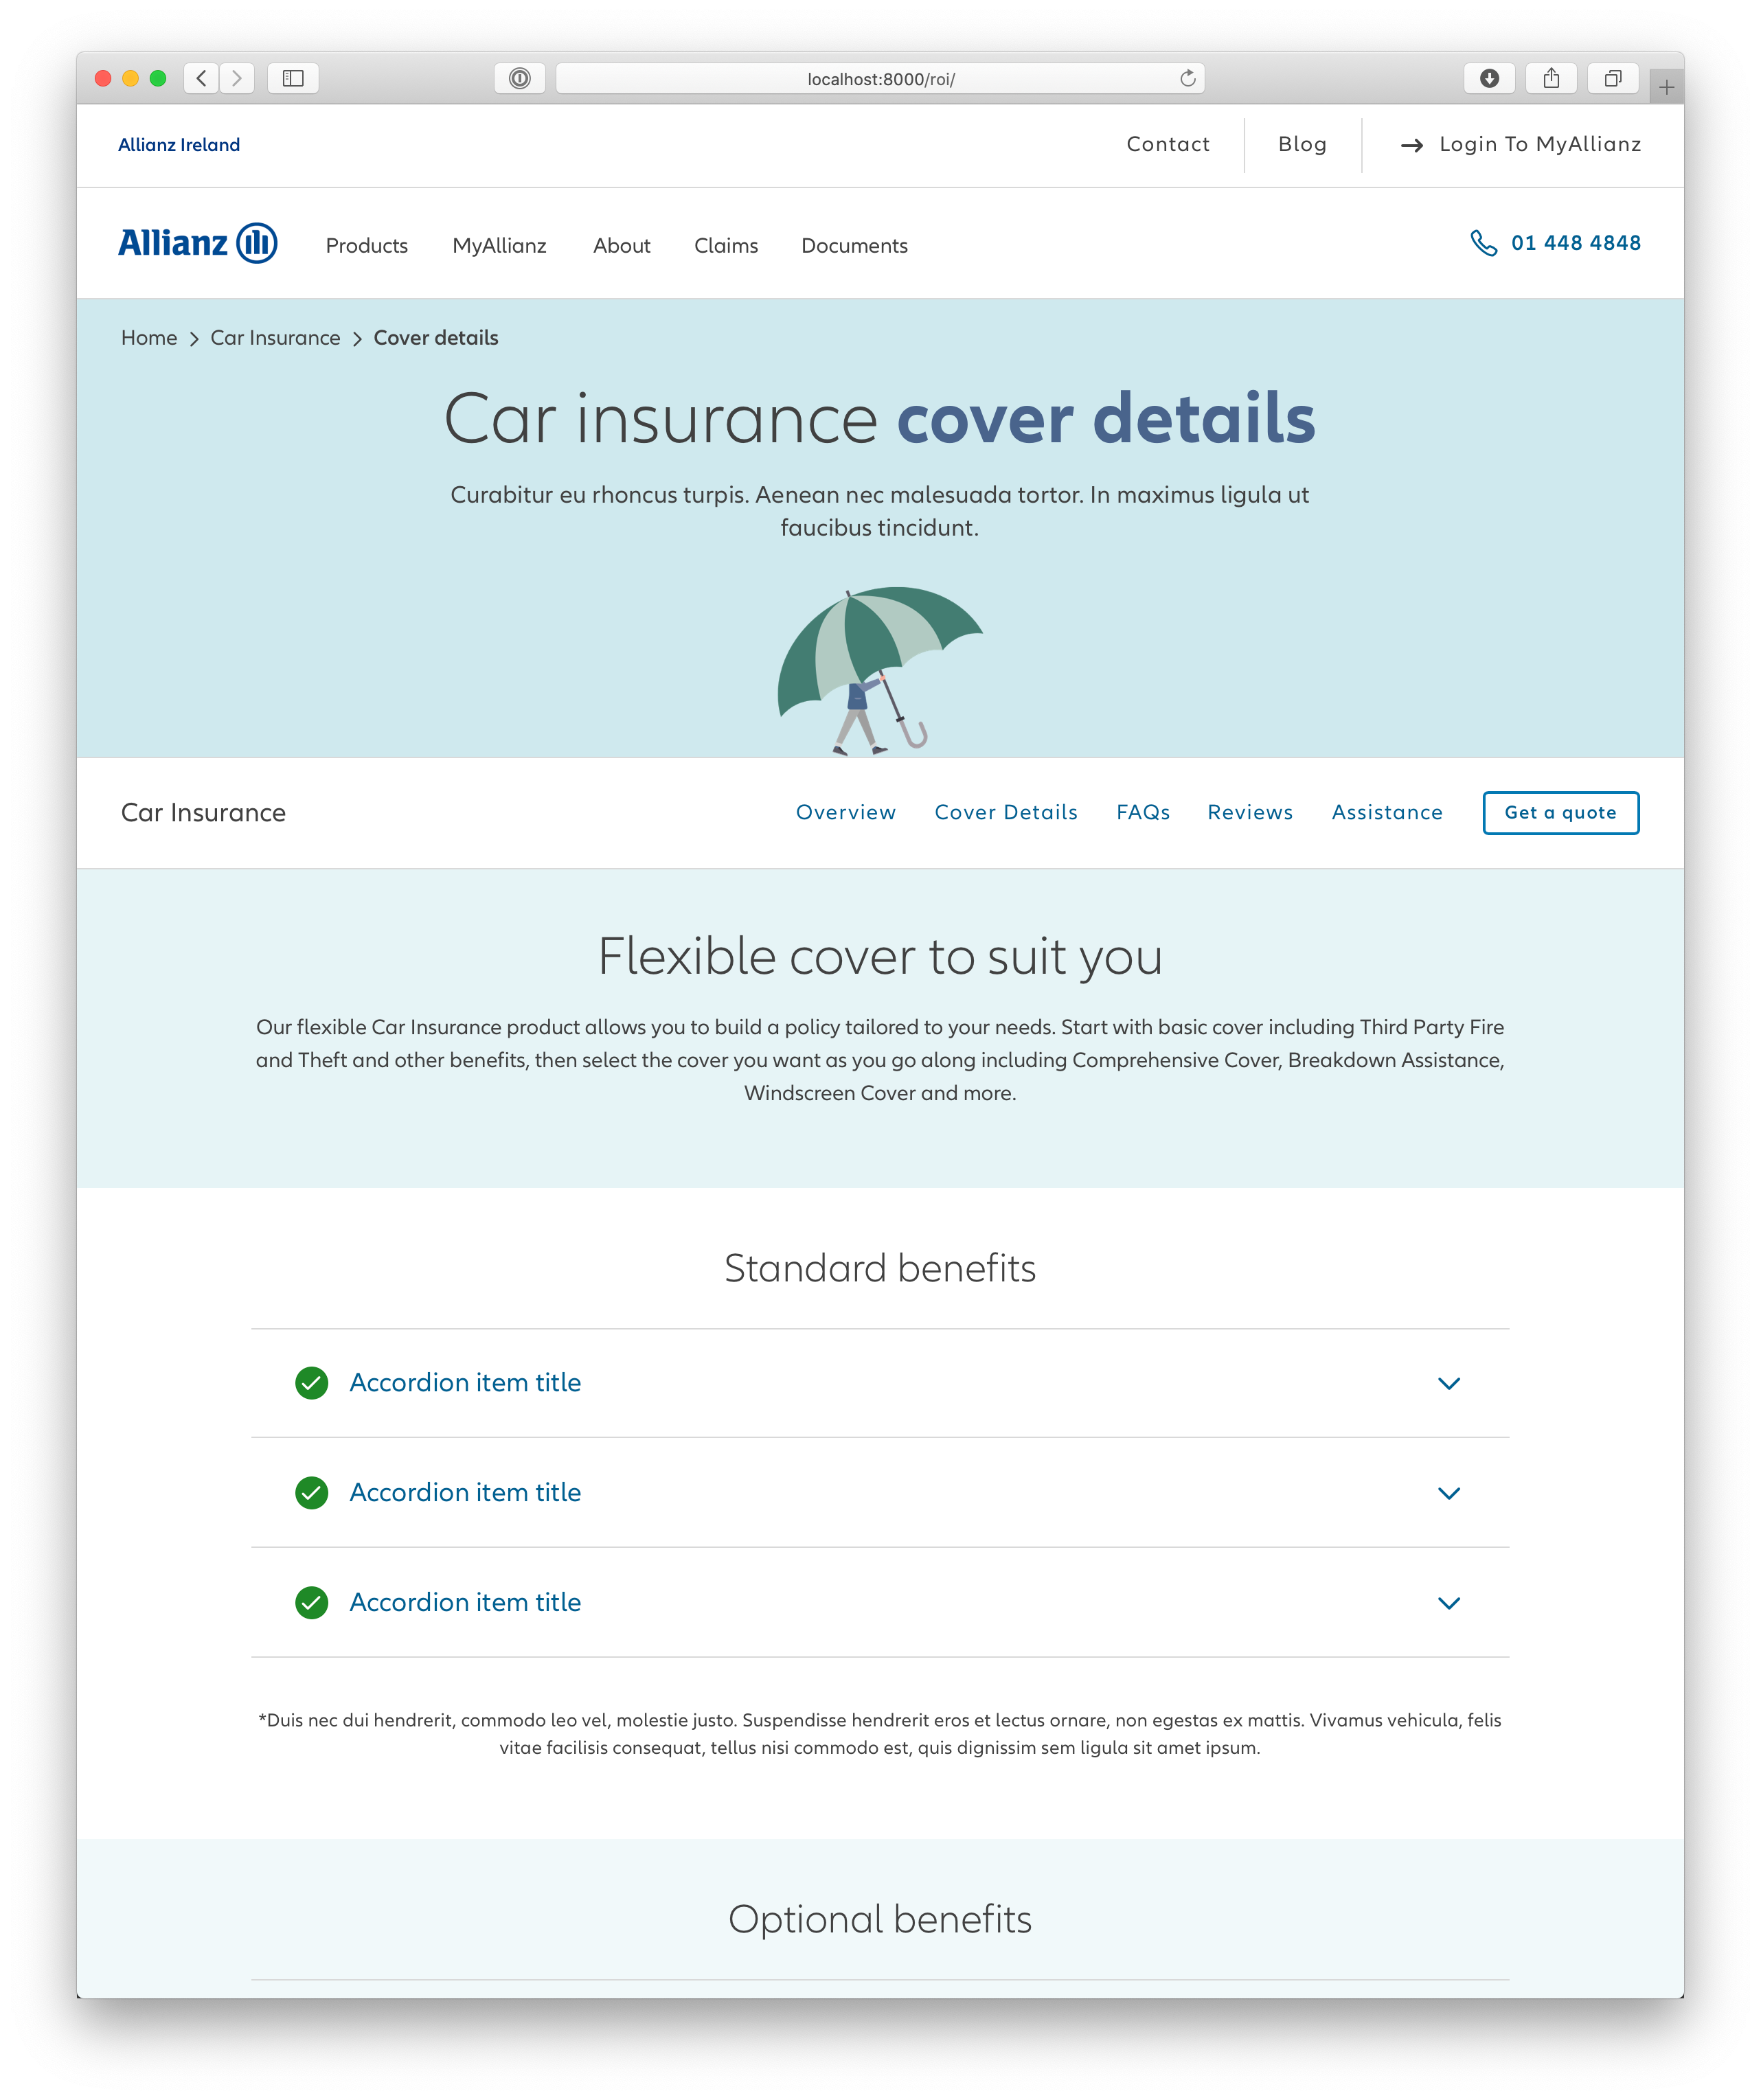 localhost:8000/roi/
Allianz Ireland
Contact
Blog
Login To MyAllianz
Allianz
Products
MyAllianz
About
Claims
Documents
01 448 4848
Home
Car Insurance
Cover details
Car insurance cover details
Curabitur eu rhoncus turpis. Aenean nec malesuada tortor. In maximus ligula ut
faucibus tincidunt.
Car Insurance
Overview
Cover Details
FAQs
Reviews
Assistance
Get a quote
Flexible cover to suit you
Our flexible Car Insurance product allows you to build a policy tailored to your needs. Start with basic cover including Third Party Fire
and Theft and other benefits, then select the cover you want as you go along including Comprehensive Cover, Breakdown Assistance,
Windscreen Cover and more.
Standard benefits
Accordion item title
Accordion item title
Accordion item title
*Duis nec dui hendrerit, commodo leo vel, molestie justo. Suspendisse hendrerit eros et lectus ornare, non egestas ex mattis. Vivamus vehicula, felis
vitae facilisis consequat, tellus nisi commodo est, quis dignissim sem ligula sit amet ipsum.
Optional benefits